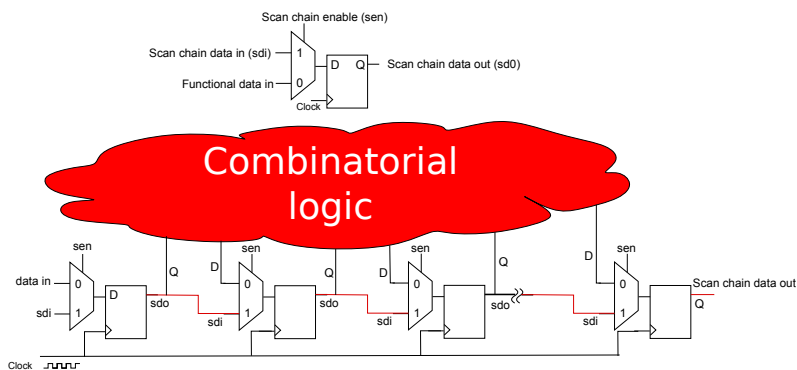 Scan chain enable (sen)
Scan chain data in (sdi)
1
D Q
Scan chain data out (sd0)
Functional data in
0
Clock
Combinatorial
logic
sen
Q
D
sen
Q
D
sen
Q
D
sen
data in
0
D
sdo
sdi
1
0
sdo
sdi
1
0
sdo
sdi
1
0
Scan chain data out
Q
sdi
1
Clock